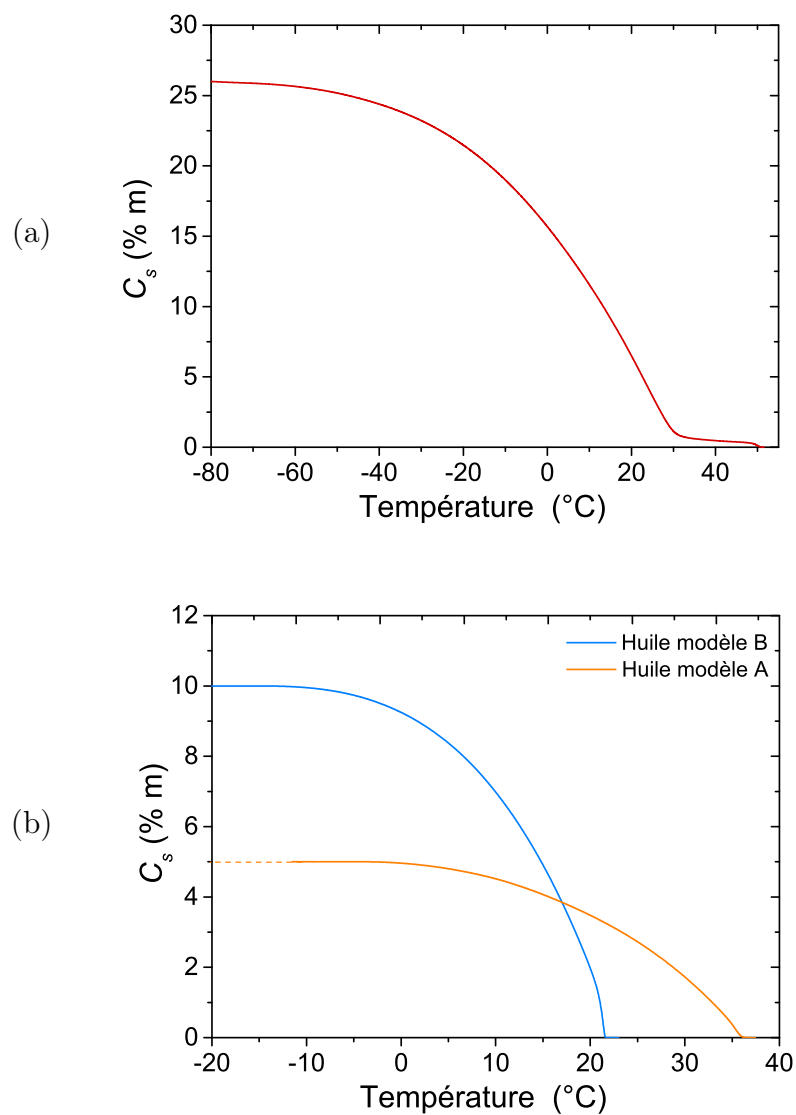 (a)
C_s (% m)
30
25
20
15
10
5
0
-80 -60 -40 -20 0 20 40
Température (°C)
(b)
C_s (% m)
12
10
8
6
4
2
0
Huile modèle B
Huile modèle A
-20 -10 0 10 20 30 40
Température (°C)